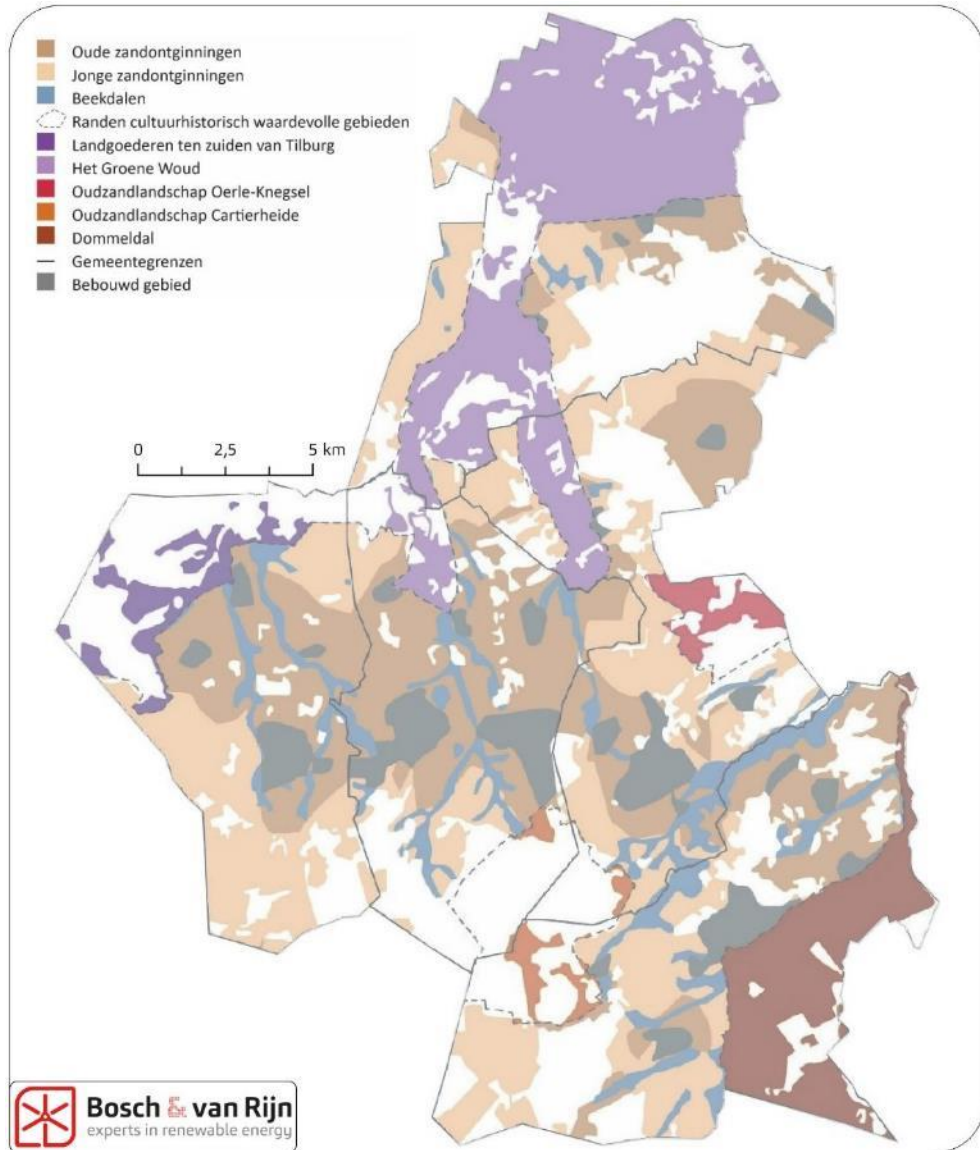 Oude zandontginningen
Jonge zandontginningen
Beekdalen
Randen cultuurhistorisch waardevolle gebieden
Landgoederen ten zuiden van Tilburg
Het Groene Woud
Oudzandlandschap Oerle-Knegsel
Oudzandlandschap Cartierheide
Dommeldal
Gemeentegrenzen
Bebouwd gebied
0 2,5 5 km
Bosch & van Rijn
experts in renewable energy